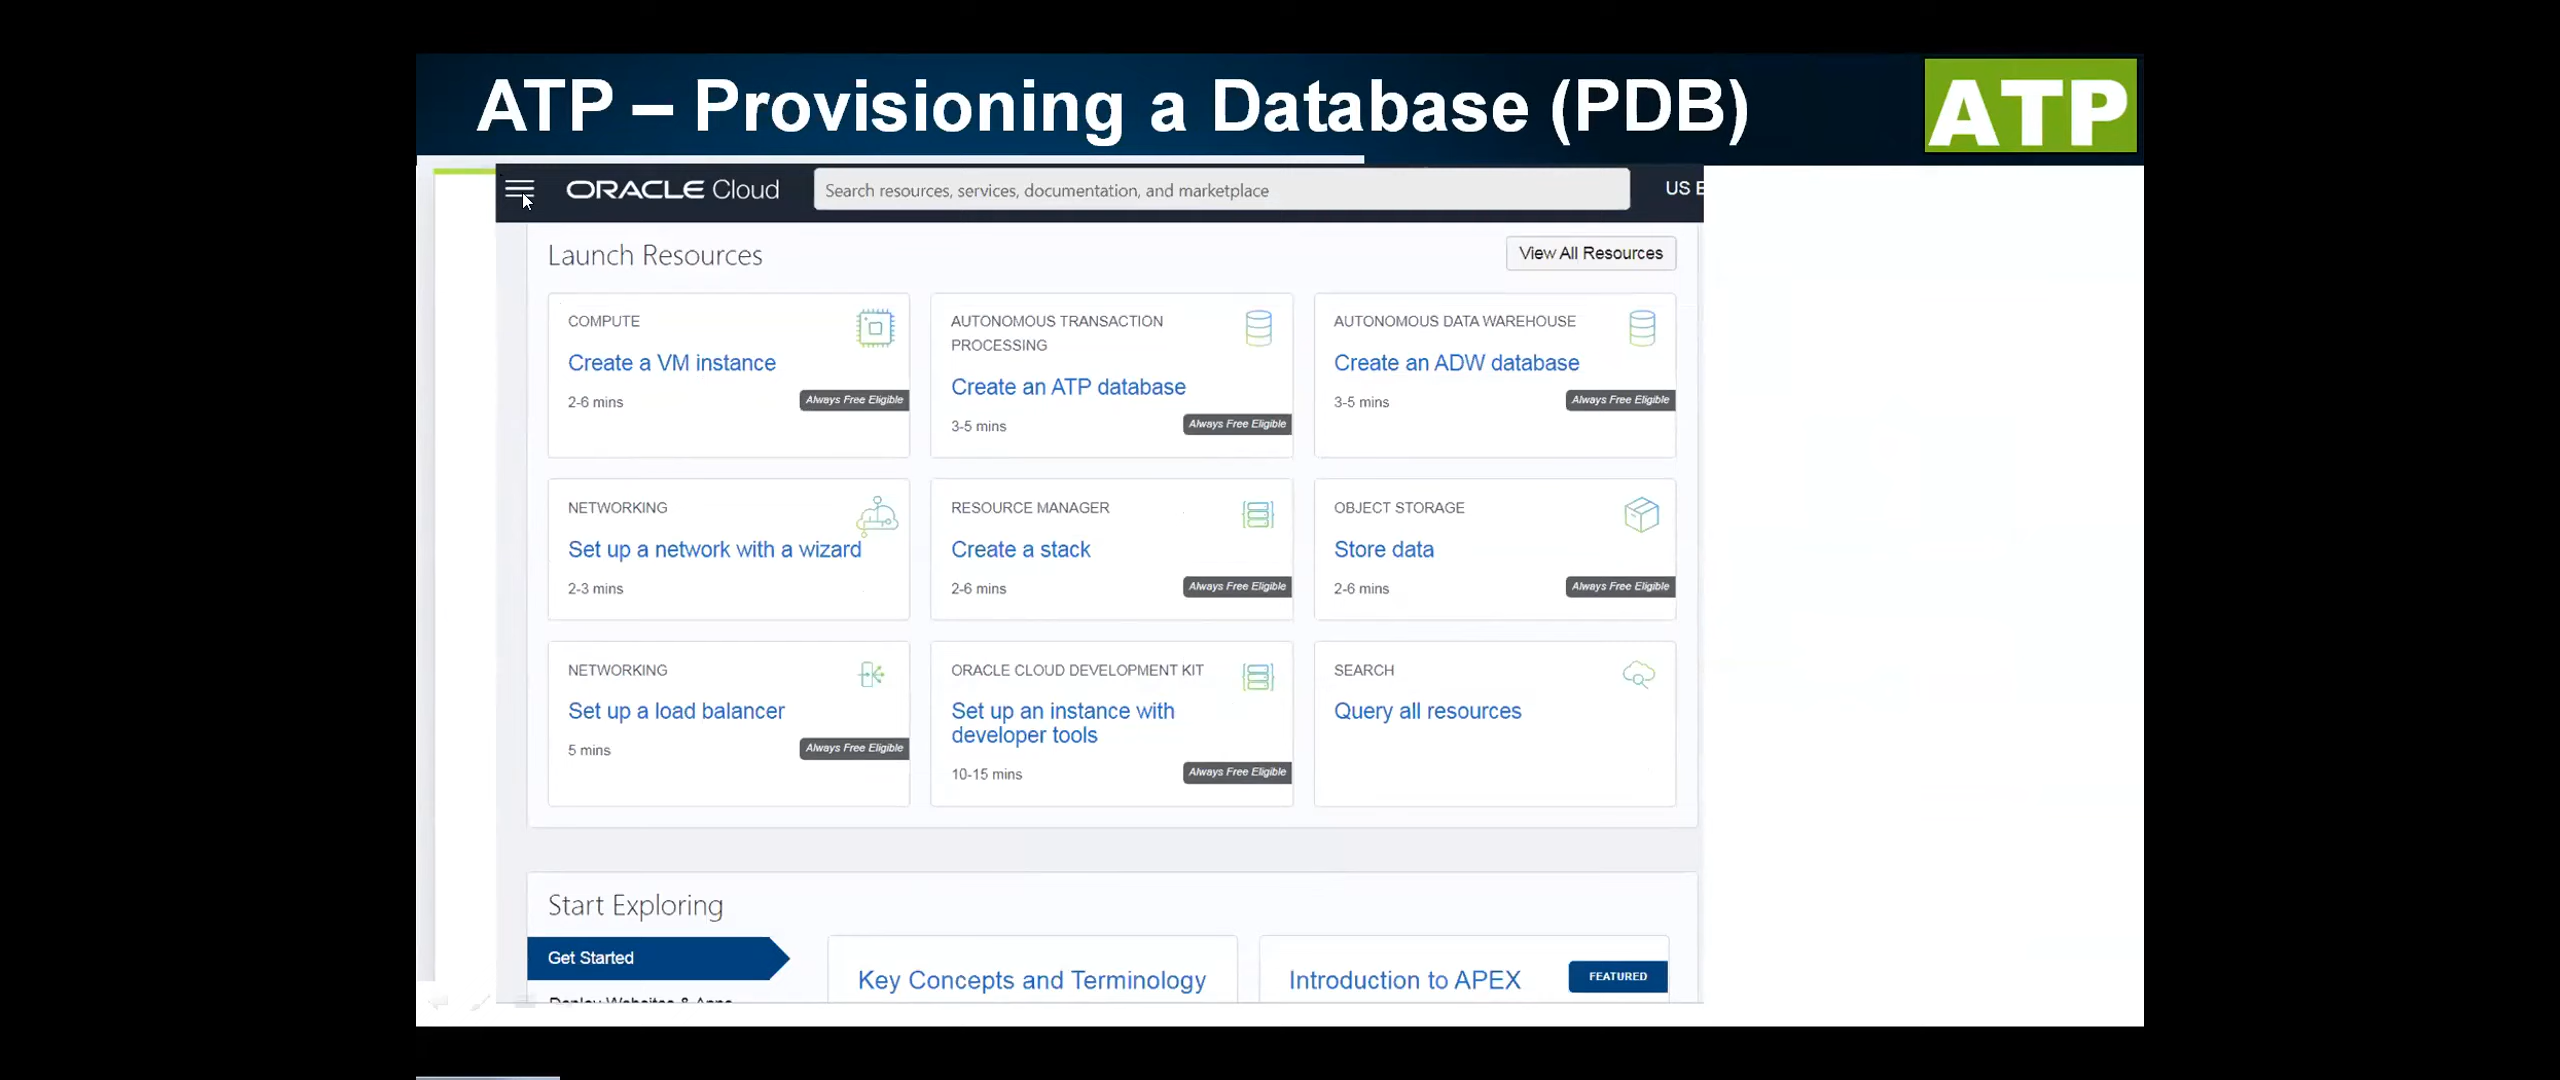 ATP – Provisioning a Database (PDB)
ATP
ORACLE Cloud
Search resources, services, documentation, and marketplace
US E
Launch Resources
View All Resources
COMPUTE
Create a VM instance
2-6 mins
Always Free Eligible
AUTONOMOUS TRANSACTION
PROCESSING
Create an ATP database
3-5 mins
Always Free Eligible
AUTONOMOUS DATA WAREHOUSE
Create an ADW database
3-5 mins
Always Free Eligible
NETWORKING
Set up a network with a wizard
2-3 mins
RESOURCE MANAGER
Create a stack
2-6 mins
Always Free Eligible
OBJECT STORAGE
Store data
2-6 mins
Always Free Eligible
NETWORKING
Set up a load balancer
5 mins
Always Free Eligible
ORACLE CLOUD DEVELOPMENT KIT
Set up an instance with
developer tools
10-15 mins
Always Free Eligible
SEARCH
Query all resources
Start Exploring
Get Started
Deploy Websites & Apps
Key Concepts and Terminology
Introduction to APEX
FEATURED